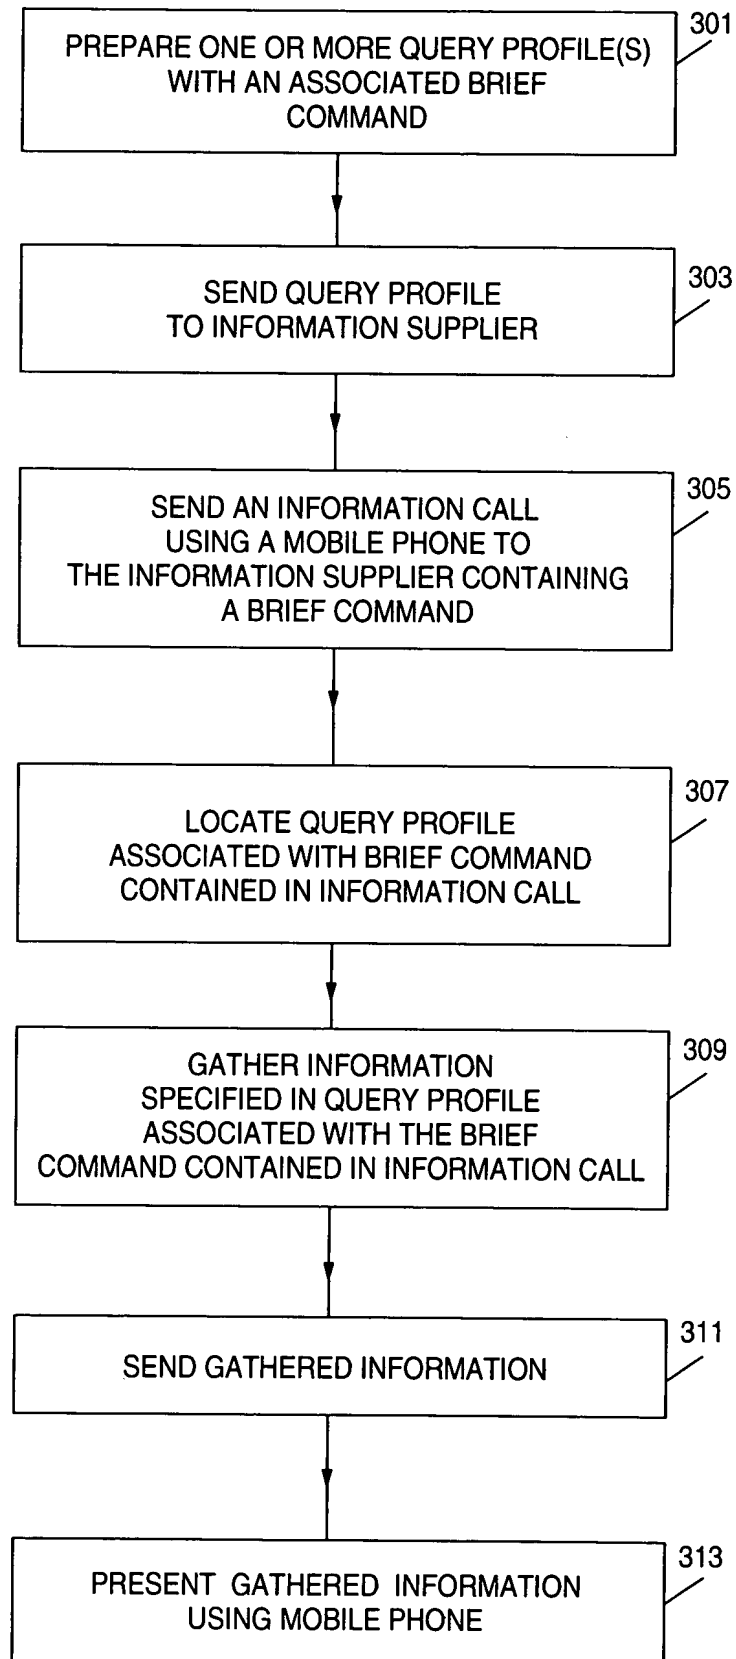 301
PREPARE ONE OR MORE QUERY PROFILE(S)
WITH AN ASSOCIATED BRIEF
COMMAND
303
SEND QUERY PROFILE
TO INFORMATION SUPPLIER
305
SEND AN INFORMATION CALL
USING A MOBILE PHONE TO
THE INFORMATION SUPPLIER CONTAINING
A BRIEF COMMAND
307
LOCATE QUERY PROFILE
ASSOCIATED WITH BRIEF COMMAND
CONTAINED IN INFORMATION CALL
309
GATHER INFORMATION
SPECIFIED IN QUERY PROFILE
ASSOCIATED WITH THE BRIEF
COMMAND CONTAINED IN INFORMATION CALL
311
SEND GATHERED INFORMATION
313
PRESENT GATHERED INFORMATION
USING MOBILE PHONE